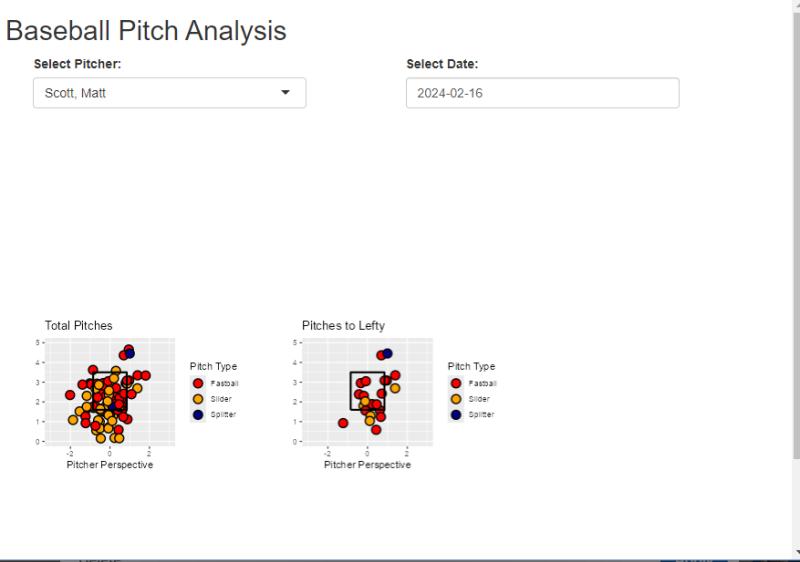 Baseball Pitch Analysis
Select Pitcher: Select Date:
Scott, Matt 2024-02-16
Total Pitches Pitches to Lefty
5 5
4 4
3 3
2 2
1 1
0 0
-2 0 2 -2 0 2
Pitcher Perspective Pitcher Perspective
Pitch Type Pitch Type
Fastball Fastball
Slider Slider
Splitter Splitter